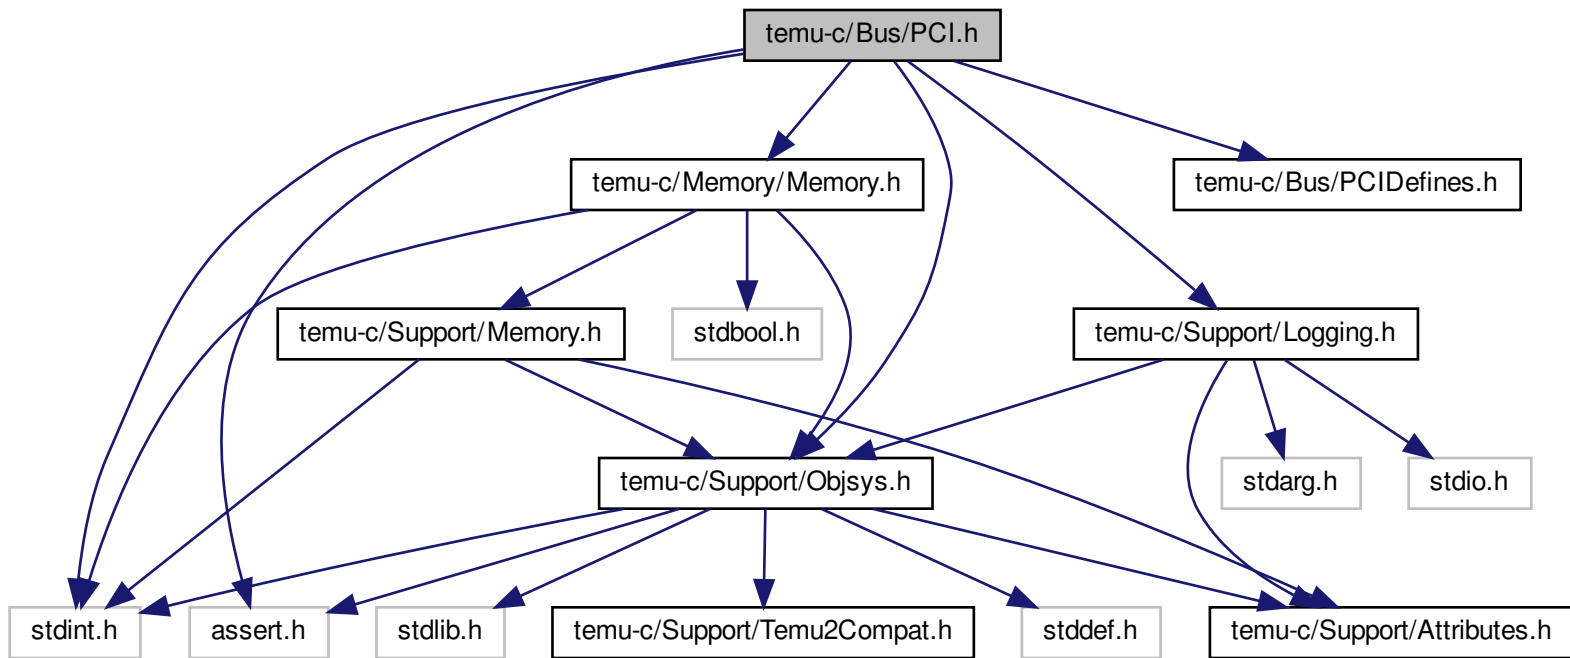 temu-c/Bus/PCI.h
temu-c/Memory/Memory.h
temu-c/Bus/PCIDefines.h
temu-c/Support/Memory.h
stdbool.h
temu-c/Support/Logging.h
temu-c/Support/Objsys.h
stdarg.h
stdio.h
stdint.h
assert.h
stdlib.h
temu-c/Support/Temu2Compat.h
stddef.h
temu-c/Support/Attributes.h